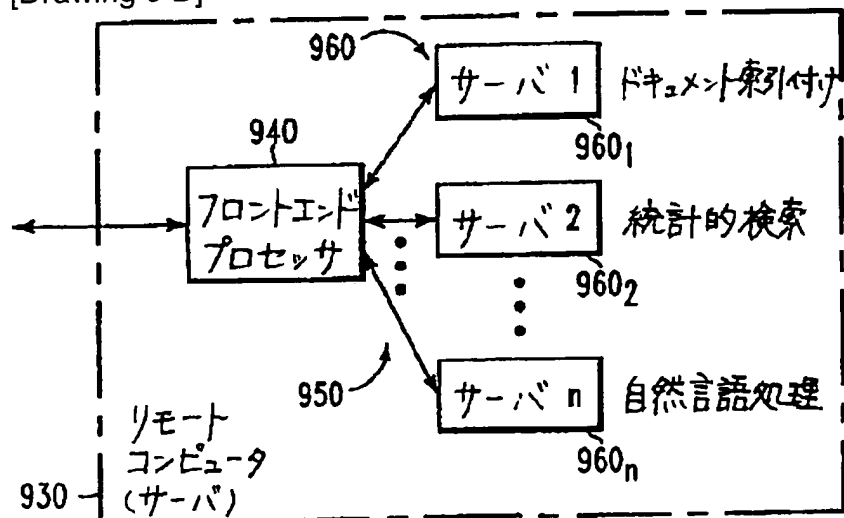 960
サーバ 1 ドキュメント索引付け
960₁
940
フロントエンド
プロセッサ
サーバ 2 統計的検索
960₂
950
サーバ n 自然言語処理
960ₙ
リモート
コンピュータ
(サーバ)
930